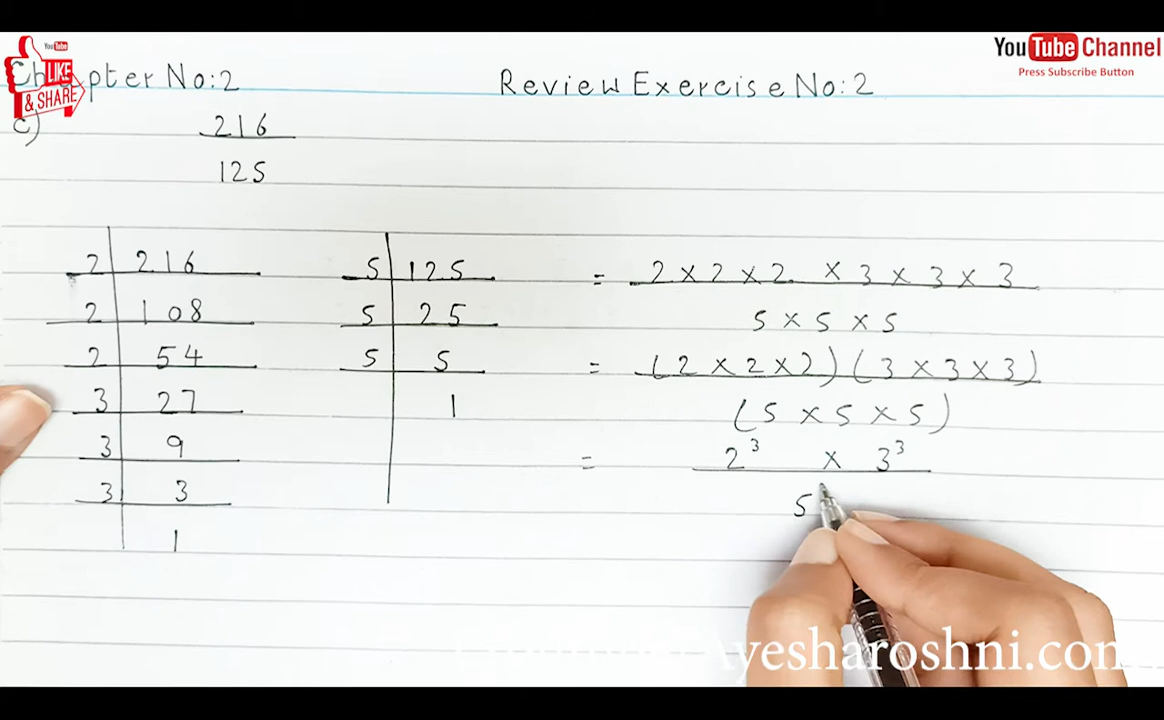 YouTube
LIKE
& SHARE
YouTube Channel
Press Subscribe Button
Chapter No:2
Review Exercise No:2
c)
216
125
2 216
2 108
2 54
3 27
3 9
3 3
1
5 125
5 25
5 5
1
= 2 × 2 × 2 × 3 × 3 × 3
5 × 5 × 5
= (2 × 2 × 2) (3 × 3 × 3)
(5 × 5 × 5)
= 2³ × 3³
5
Ayesharoshni.com